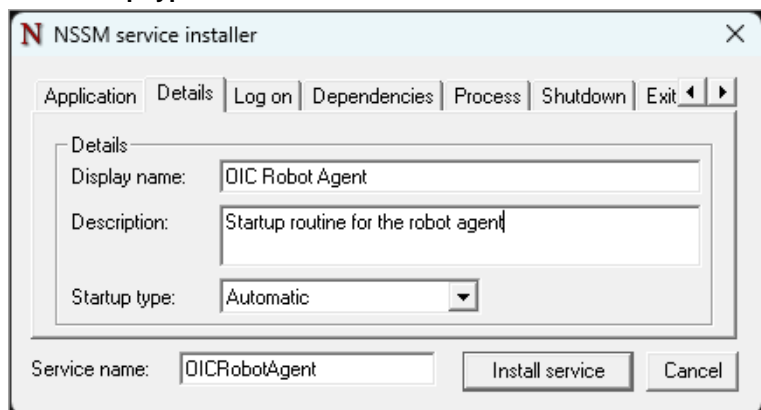 NSSM service installer
Application Details Log on Dependencies Process Shutdown Exit
Details
Display name: OIC Robot Agent
Description: Startup routine for the robot agent
Startup type: Automatic
Service name: OICRobotAgent Install service Cancel